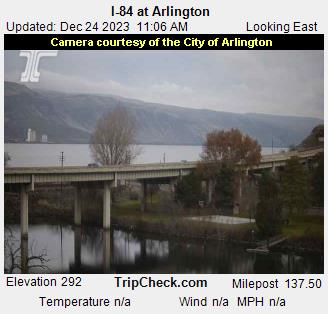 I-84 at Arlington
Updated: Dec 24 2023 11:06 AM Looking East
Camera courtesy of the City of Arlington
Elevation 292 TripCheck.com Milepost 137.50
Temperature n/a Wind n/a MPH n/a